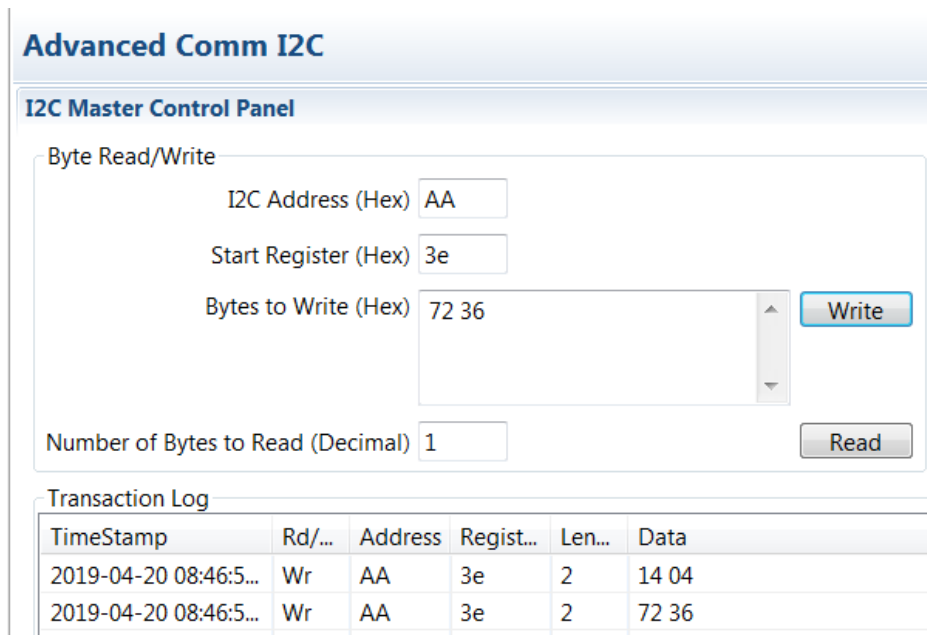 Advanced Comm I2C
I2C Master Control Panel
Byte Read/Write
I2C Address (Hex) AA
Start Register (Hex) 3e
Bytes to Write (Hex) 72 36 Write
Number of Bytes to Read (Decimal) 1 Read
Transaction Log
TimeStamp Rd/... Address Regist... Len... Data
2019-04-20 08:46:5... Wr AA 3e 2 14 04
2019-04-20 08:46:5... Wr AA 3e 2 72 36